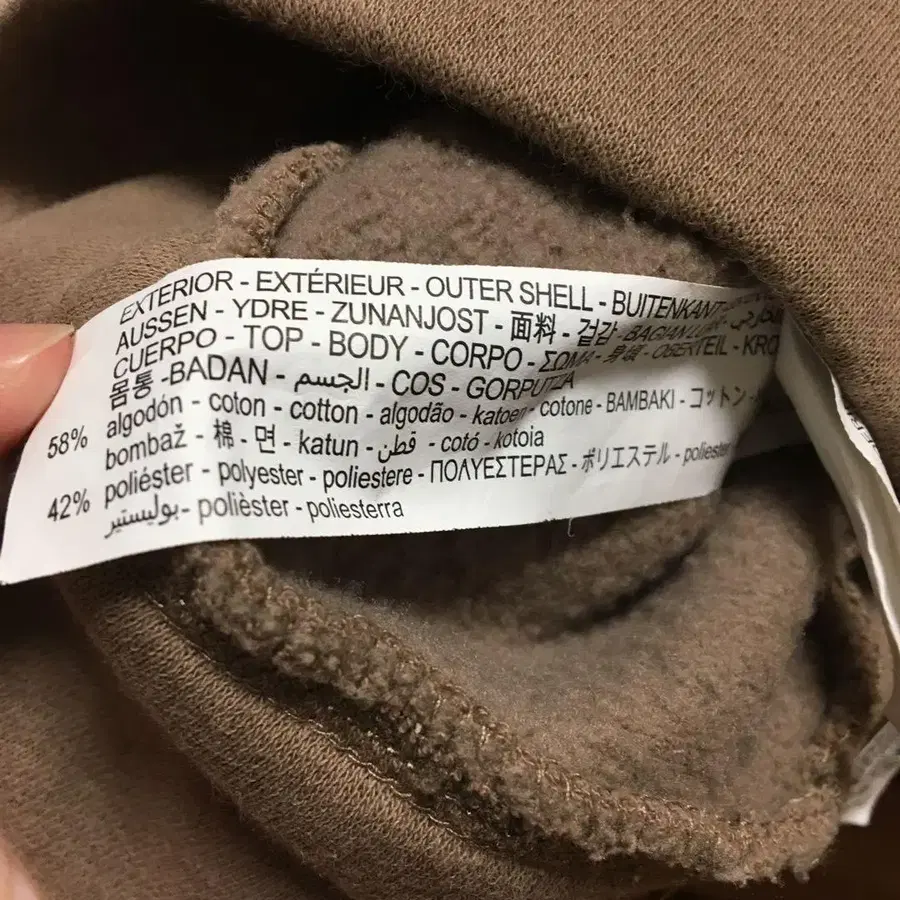 EXTERIOR - EXTÉRIEUR - OUTER SHELL - BUITENKANT
AUSSEN - YDRE - ZUNANJOST - 面料 - 겉감 -
CUERPO - TOP - BODY - CORPO - ΣΩΜΑ - 身頃 -
몸통 -BADAN - الجسم - COS - GORPUTZA
58% algodón - coton - cotton - algodão - katoen - cotone - BAMBAKI - コットン -
bombaž - 棉 - 면 - katun - قطن - cotó - kotoia
42% poliéster - polyester - poliestere - ΠΟΛΥΕΣΤΕΡΑΣ - ポリエステル - poliester
بوليستير - polièster - poliesterra